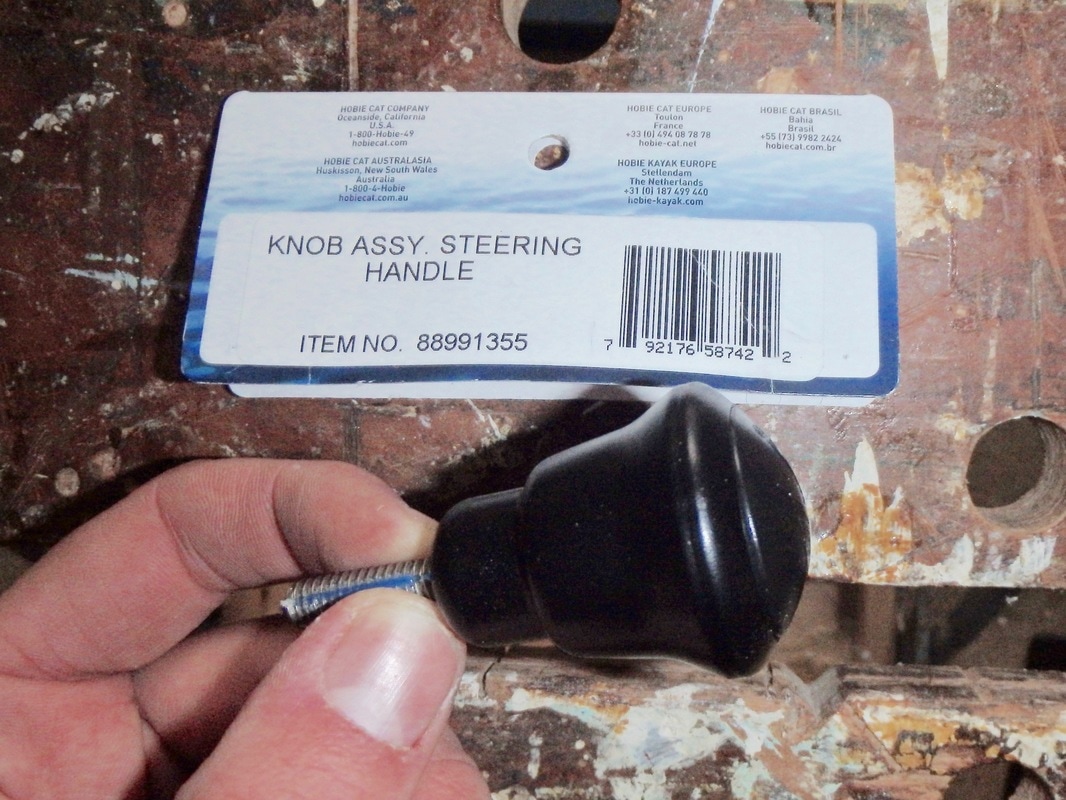 HOBIE CAT COMPANY
Oceanside, California
U.S.A.
1-800-Hobie-49
hobiecat.com
HOBIE CAT AUSTRALASIA
Huskisson, New South Wales
Australia
1-800-4-Hobie
hobiecat.com.au
HOBIE CAT EUROPE
Toulon
France
+33 (0) 494 08 78 78
hobie-cat.net
HOBIE KAYAK EUROPE
Stellendam
The Netherlands
+31 (0) 187 499 440
hobie-kayak.com
HOBIE CAT BRASIL
Bahia
Brasil
+55 (73) 9982 2424
hobiecat.com.br
KNOB ASSY. STEERING
HANDLE
ITEM NO. 88991355
7 92176 58742 2